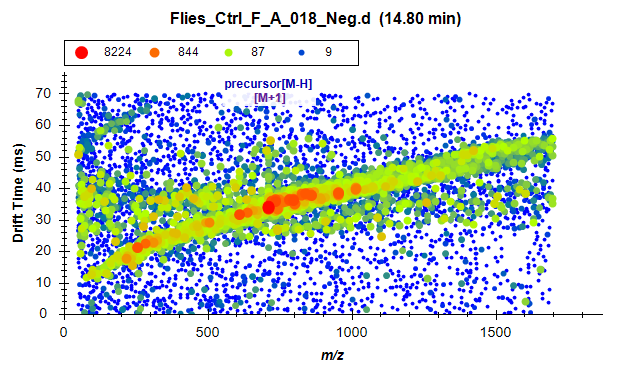 Flies_Ctrl_F_A_018_Neg.d (14.80 min)
8224 844 87 9
precursor[M-H]
[M+1]
70
60
50
40
30
20
10
0
Drift Time (ms)
0 500 1000 1500
m/z